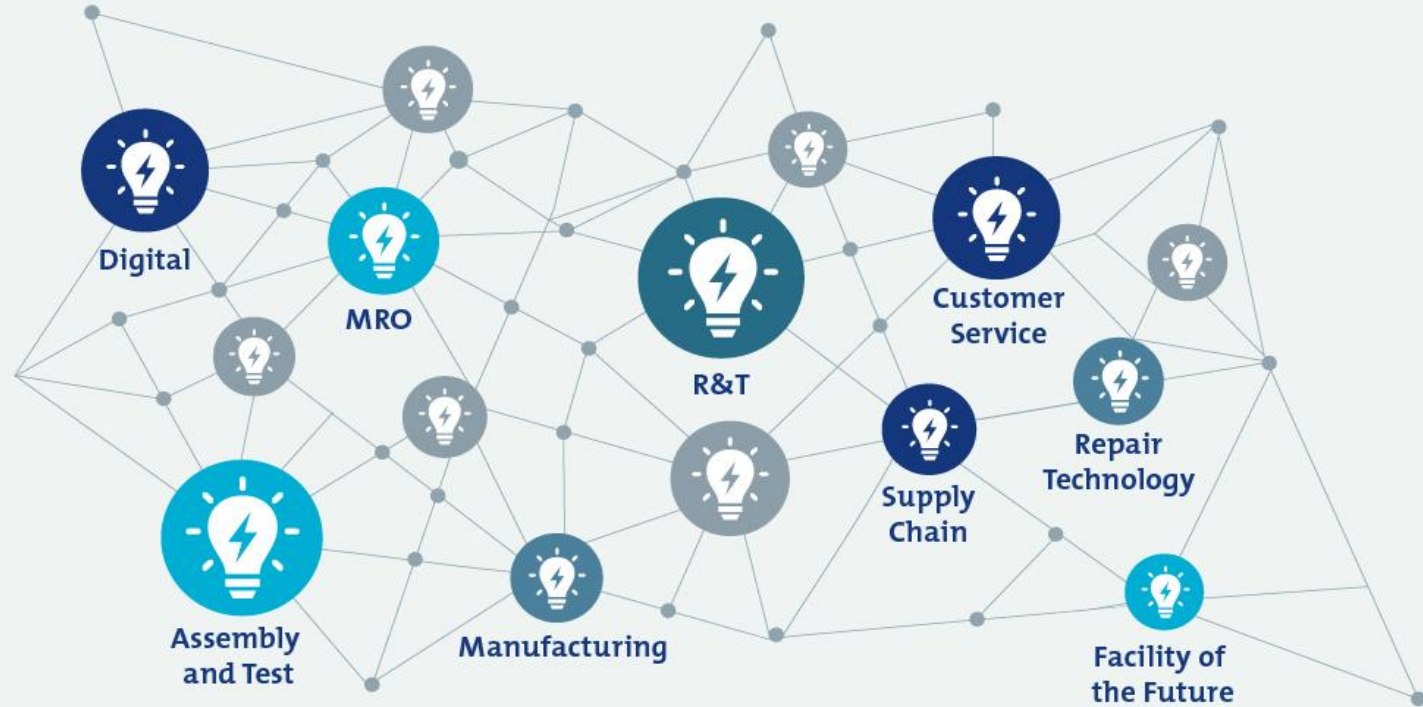 Digital
MRO
R&T
Customer
Service
Repair
Technology
Supply
Chain
Assembly
and Test
Manufacturing
Facility of
the Future